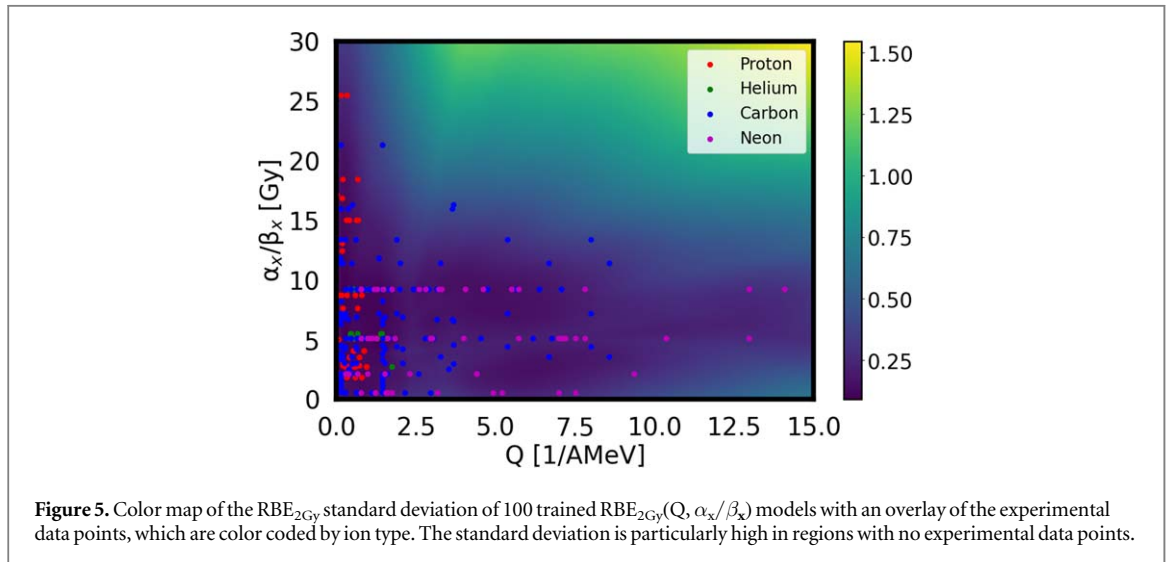 30
25
20
15
10
5
0
αx/βx [Gy]
0.0 2.5 5.0 7.5 10.0 12.5 15.0
Q [1/AMeV]
Proton
Helium
Carbon
Neon
1.50
1.25
1.00
0.75
0.50
0.25
Figure 5. Color map of the RBE2Gy standard deviation of 100 trained RBE2Gy(Q, αx/βx) models with an overlay of the experimental
data points, which are color coded by ion type. The standard deviation is particularly high in regions with no experimental data points.